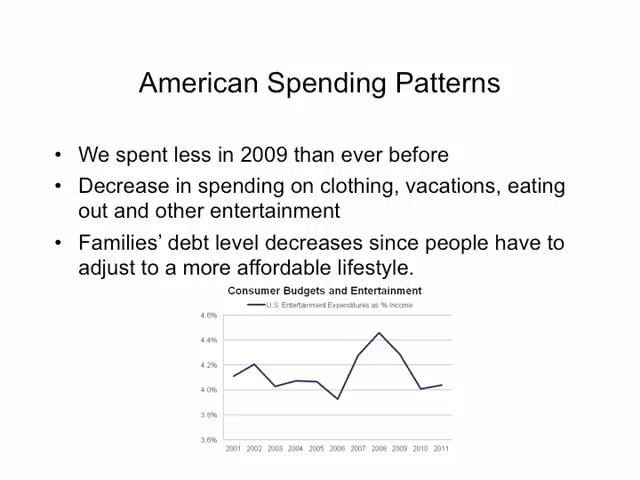 American Spending Patterns
• We spent less in 2009 than ever before
• Decrease in spending on clothing, vacations, eating
out and other entertainment
• Families’ debt level decreases since people have to
adjust to a more affordable lifestyle.
Consumer Budgets and Entertainment
U.S. Entertainment Expenditures as % Income
4.6%
4.4%
4.2%
4.0%
3.8%
3.6%
2001 2002 2003 2004 2005 2006 2007 2008 2009 2010 2011